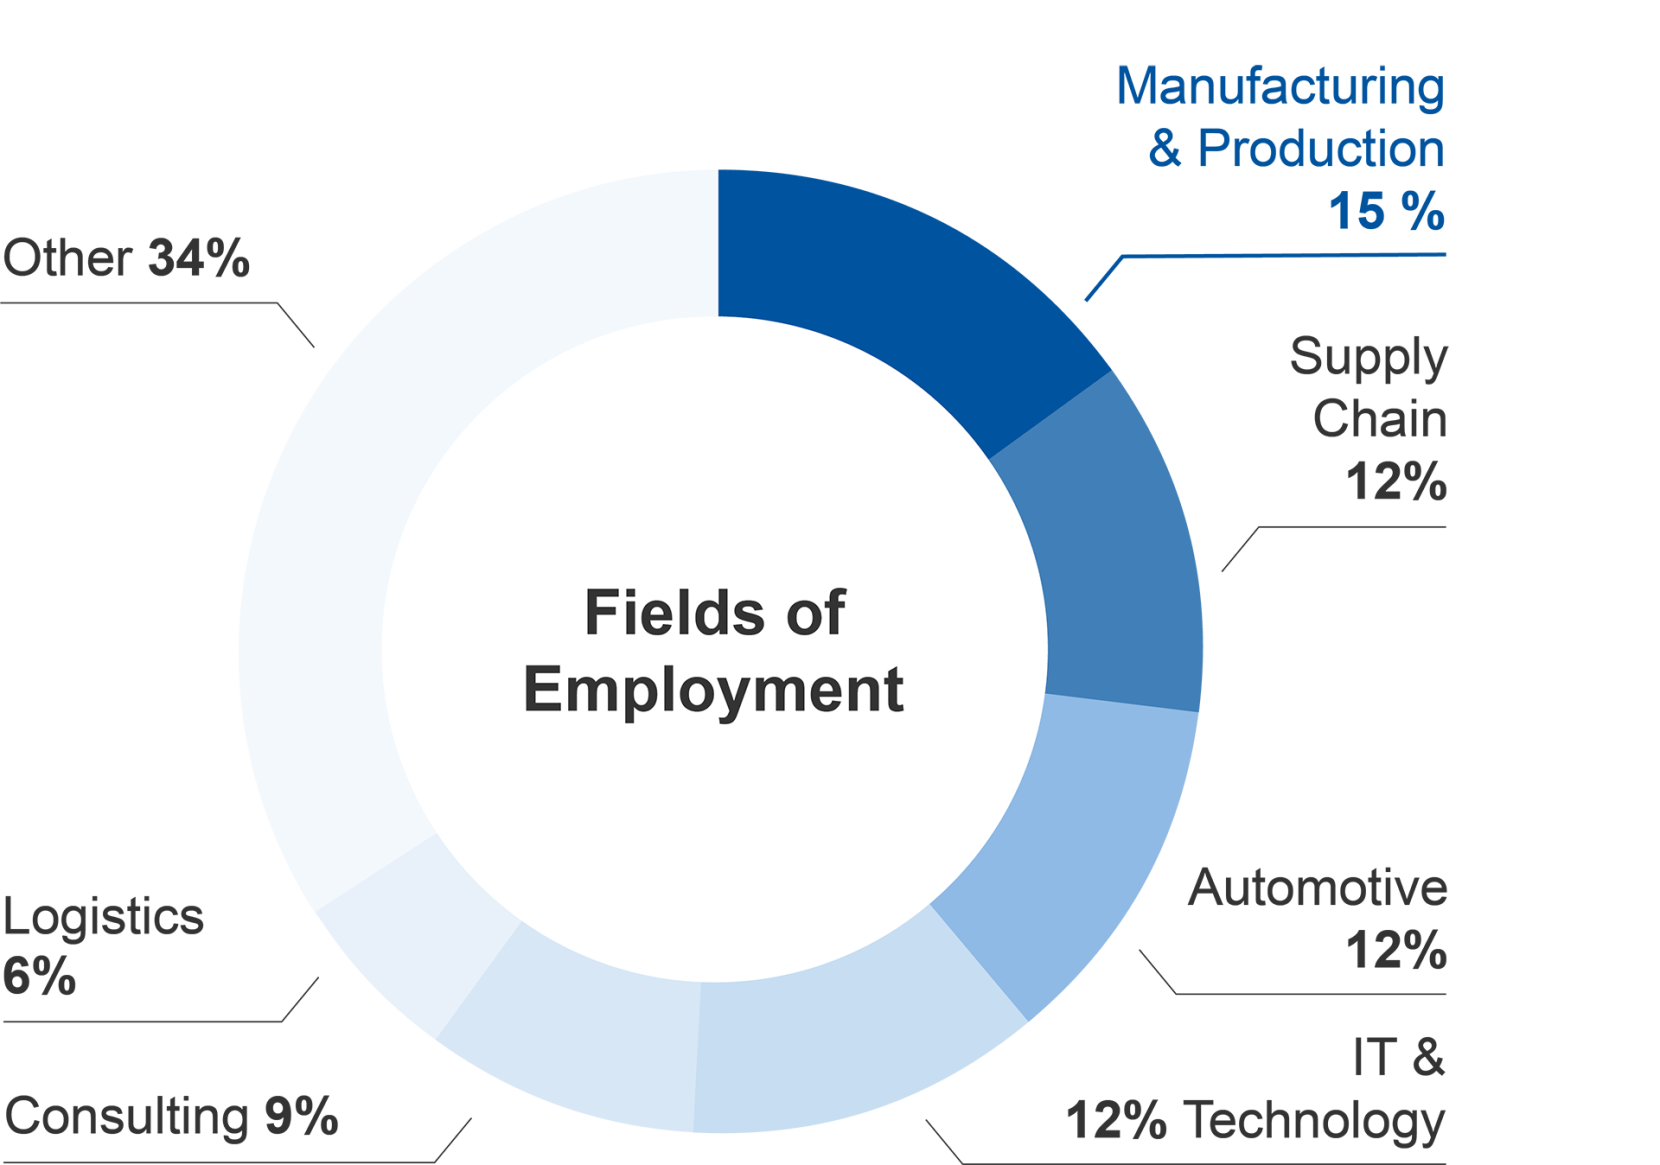 Manufacturing
& Production
15 %
Other 34%
Supply
Chain
12%
Fields of
Employment
Automotive
12%
Logistics
6%
IT &
12% Technology
Consulting 9%